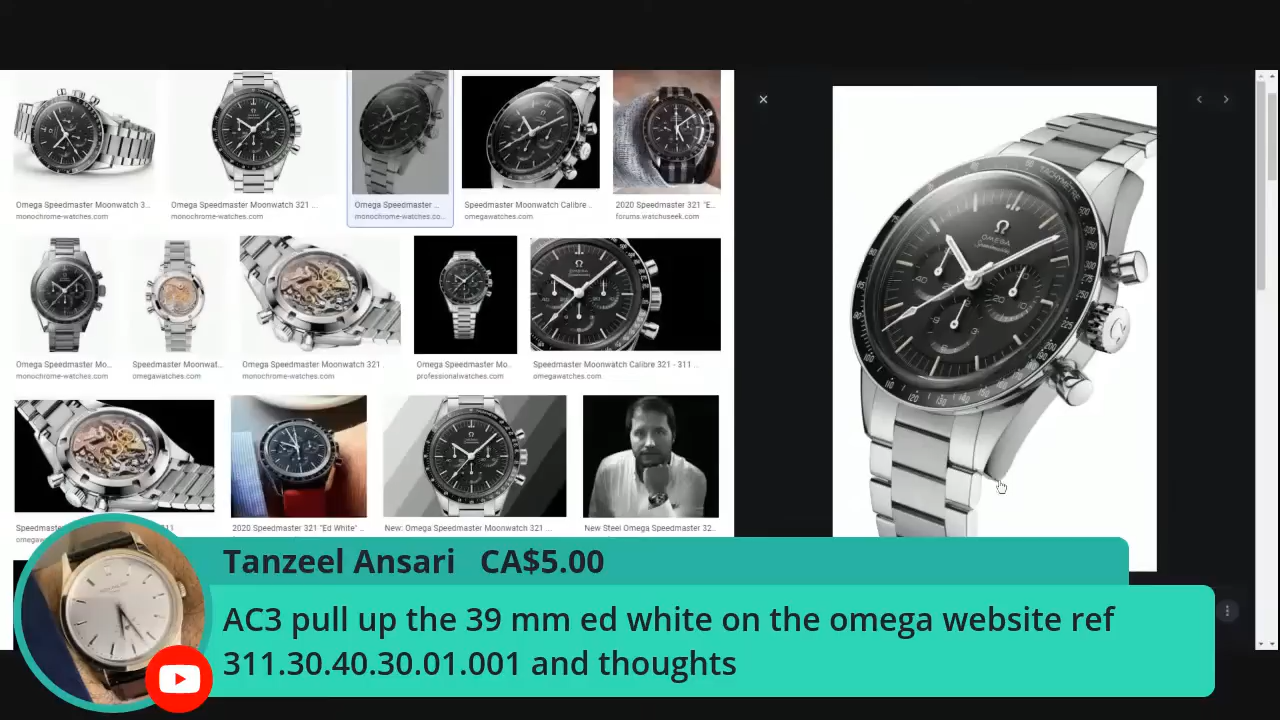 Omega Speedmaster Moonwatch 3...
monochrome-watches.com
Omega Speedmaster Moonwatch 321 ...
monochrome-watches.com
Omega Speedmaster ...
monochrome-watches.co...
Speedmaster Moonwatch Calibre ..
omegawatches.com
2020 Speedmaster 321 "E..
forums.watchuseek.com
Omega Speedmaster Mo...
monochrome-watches.com
Speedmaster Moonwat...
omegawatches.com
Omega Speedmaster Moonwatch 321 .
monochrome-watches.com
Omega Speedmaster Mo..
professionalwatches.com
Speedmaster Moonwatch Calibre 321 - 311 ..
omegawatches.com
2020 Speedmaster 321 "Ed White" ..
New: Omega Speedmaster Moonwatch 321 ...
New Steel Omega Speedmaster 32..
TACHYMÈTRE
OMEGA
Speedmaster
Tanzeel Ansari CA$5.00
AC3 pull up the 39 mm ed white on the omega website ref
311.30.40.30.01.001 and thoughts